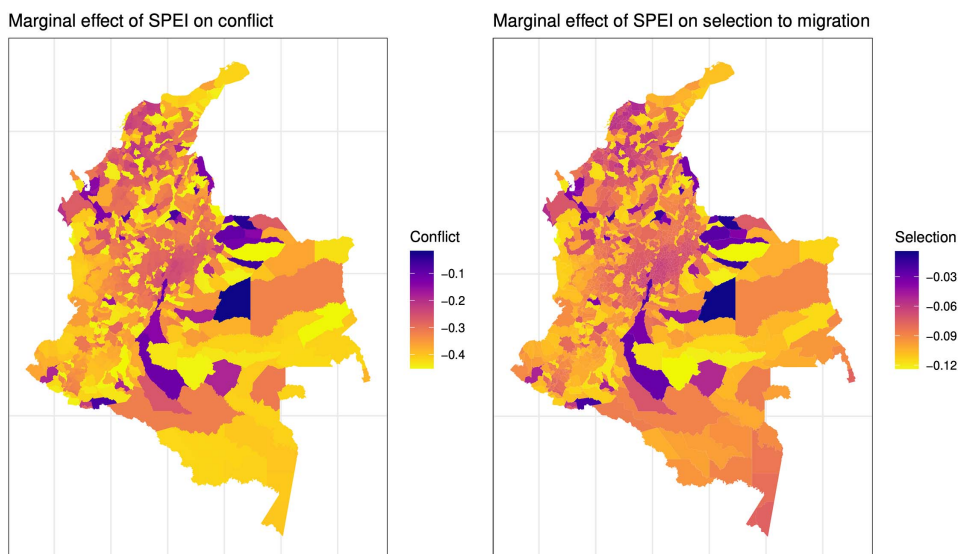 Marginal effect of SPEI on conflict
Conflict
−0.1
−0.2
−0.3
−0.4
Marginal effect of SPEI on selection to migration
Selection
−0.03
−0.06
−0.09
−0.12